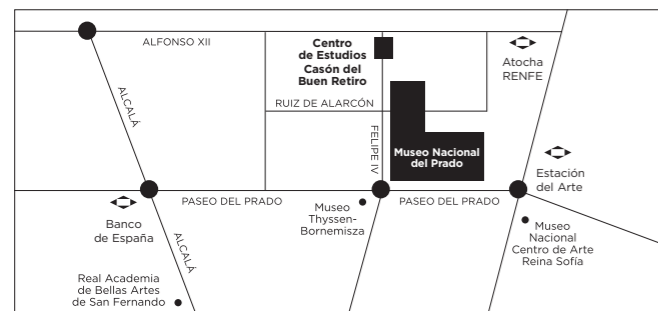 ALFONSO XII
Centro
de Estudios
Casón del
Buen Retiro
Atocha
RENFE
RUIZ DE ALARCÓN
ALCALÁ
FELIPE IV
Museo Nacional
del Prado
Estación
del Arte
PASEO DEL PRADO
PASEO DEL PRADO
Banco
de España
Museo
Thyssen-
Bornemisza
Museo
Nacional
Centro de Arte
Reina Sofía
ALCALÁ
Real Academia
de Bellas Artes
de San Fernando